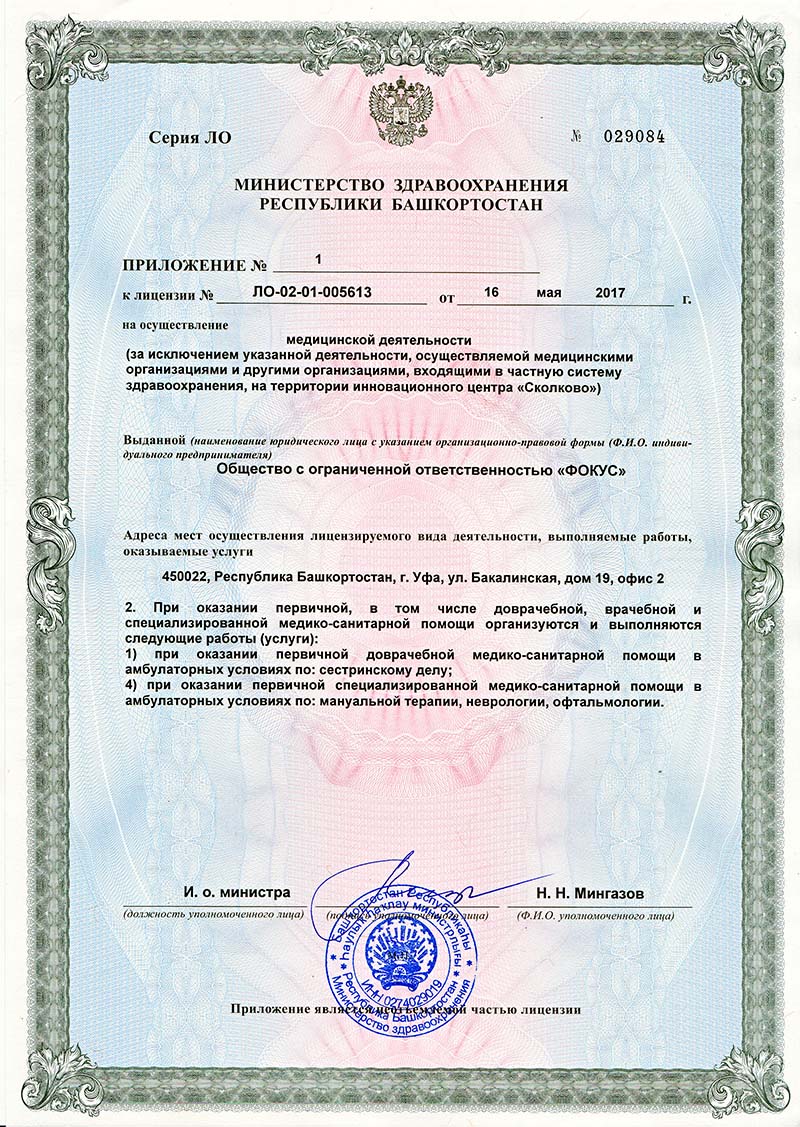 Серия ЛО № 029084
МИНИСТЕРСТВО ЗДРАВООХРАНЕНИЯ
РЕСПУБЛИКИ БАШКОРТОСТАН
ПРИЛОЖЕНИЕ № 1
к лицензии № ЛО-02-01-005613 от 16 мая 2017 г.
на осуществление
медицинской деятельности
(за исключением указанной деятельности, осуществляемой медицинскими
организациями и другими организациями, входящими в частную систему
здравоохранения, на территории инновационного центра «Сколково»)
Выданной (наименование юридического лица с указанием организационно-правовой формы (Ф.И.О. индиви-
дуального предпринимателя)
Общество с ограниченной ответственностью «ФОКУС»
Адреса мест осуществления лицензируемого вида деятельности, выполняемые работы,
оказываемые услуги
450022, Республика Башкортостан, г. Уфа, ул. Бакалинская, дом 19, офис 2
2. При оказании первичной, в том числе доврачебной, врачебной и
специализированной медико-санитарной помощи организуются и выполняются
следующие работы (услуги):
1) при оказании первичной доврачебной медико-санитарной помощи в
амбулаторных условиях по: сестринскому делу;
4) при оказании первичной специализированной медико-санитарной помощи в
амбулаторных условиях по: мануальной терапии, неврологии, офтальмологии.
И. о. министра Н. Н. Мингазов
(должность уполномоченного лица) (подпись уполномоченного лица) (Ф.И.О. уполномоченного лица)
Башкортостан Республикаһы
Һаулыҡ һаҡлау министрлығы
ИНН 0274029019
Республика Башкортостан
Министерство здравоохранения
Приложение является неотъемлемой частью лицензии